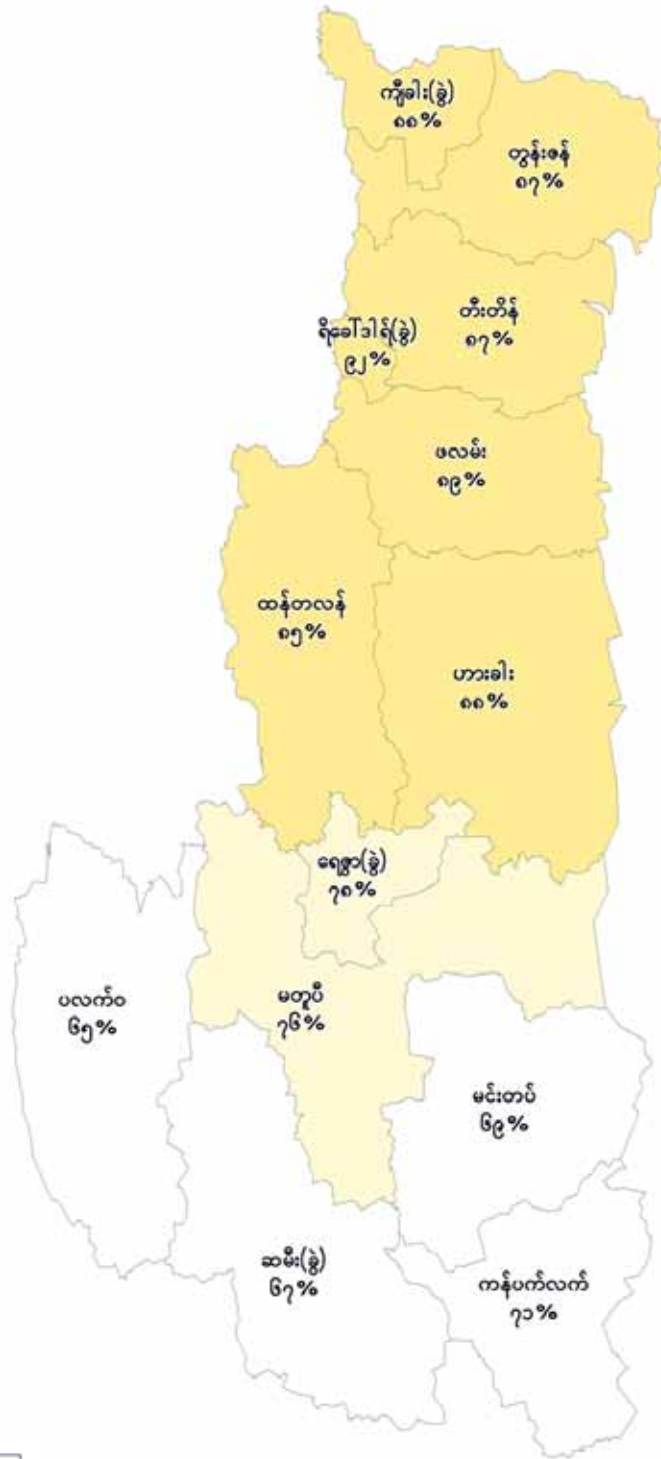 ကျီခါး(ခွဲ)
၈၈%
တွန်းဇန်
၈၇%
တီးတိန်
၈၇%
ရိခေါ်ဒါရ်(ခွဲ)
၉၂%
ဖလမ်း
၈၉%
ထန်တလန်
၈၅%
ဟားခါး
၈၈%
ရေဇွာ(ခွဲ)
၇၈%
ပလက်ဝ
၆၅%
မတူပီ
၇၆%
မင်းတပ်
၆၉%
ဆမီး(ခွဲ)
၆၇%
ကန်ပက်လက်
၇၁%